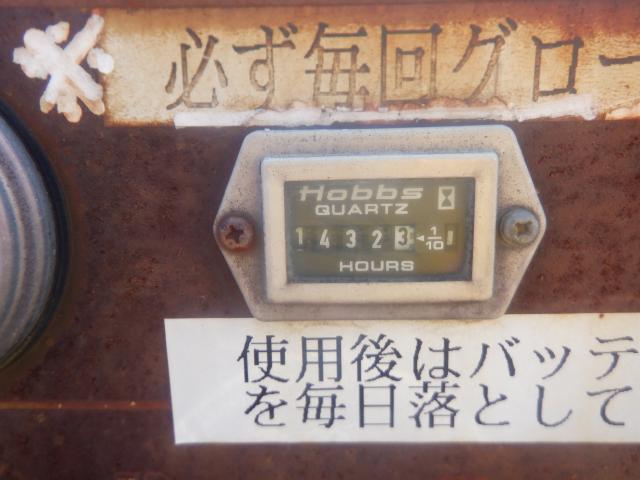 ※必ず毎回グロー
Hobbs
QUARTZ
14323 1/10
HOURS
使用後はバッテ
を毎日落として